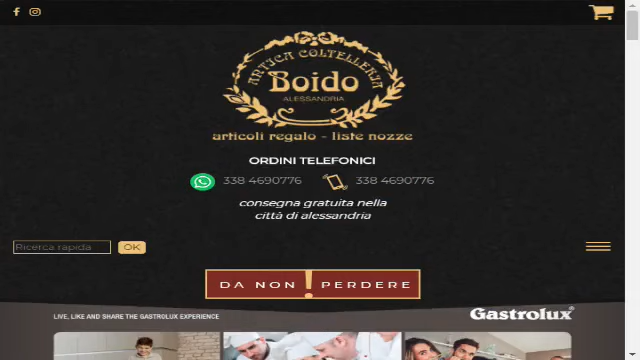 ANTICA COLTELLERIA
Boido
ALESSANDRIA
articoli regalo - liste nozze
ORDINI TELEFONICI
338 4690776 338 4690776
consegna gratuita nella
città di alessandria
Ricerca rapida OK
DA NON ! PERDERE
LIVE, LIKE AND SHARE THE GASTROLUX EXPERIENCE
Gastrolux®